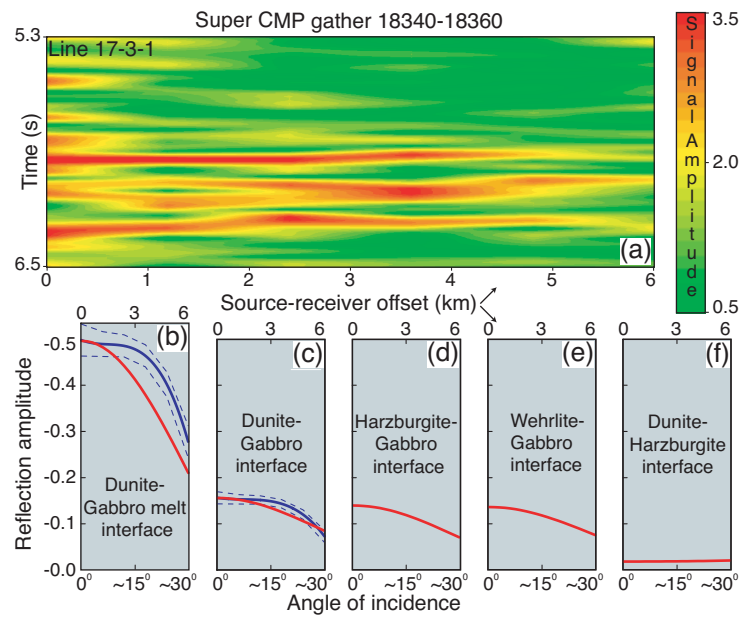 Super CMP gather 18340-18360
Line 17-3-1
5.3
Time (s)
6.5
(a)
0 1 2 3 4 5 6
Source-receiver offset (km)
3.5
2.0
0.5
Signal Amplitude
0 3 6
0 3 6
0 3 6
0 3 6
0 3 6
Reflection amplitude
-0.5
-0.4
-0.3
-0.2
-0.1
-0.0
(b)
Dunite-
Gabbro melt
interface
(c)
Dunite-
Gabbro
interface
(d)
Harzburgite-
Gabbro
interface
(e)
Wehrlite-
Gabbro
interface
(f)
Dunite-
Harzburgite
interface
0° ~15° ~30°
0° ~15° ~30°
0° ~15° ~30°
0° ~15° ~30°
0° ~15° ~30°
Angle of incidence